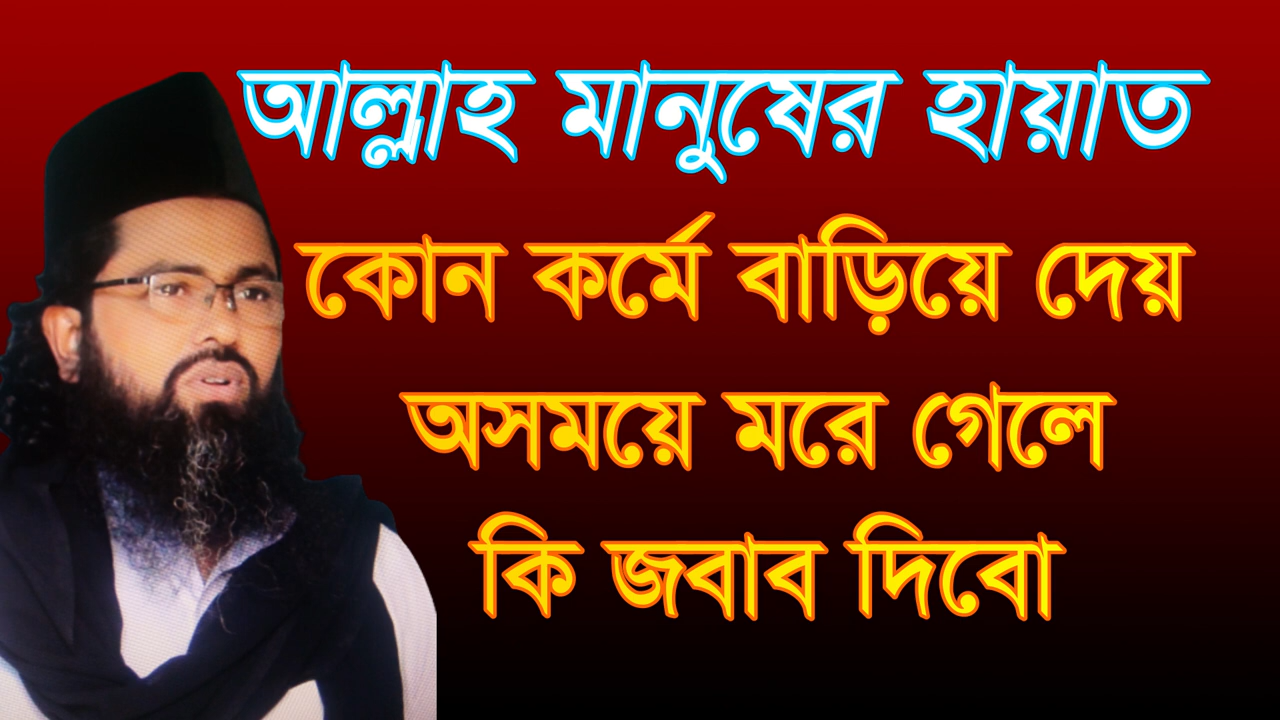 আল্লাহ মানুষের হায়াত
কোন কর্মে বাড়িয়ে দেয়
অসময়ে মরে গেলে
কি জবাব দিবো